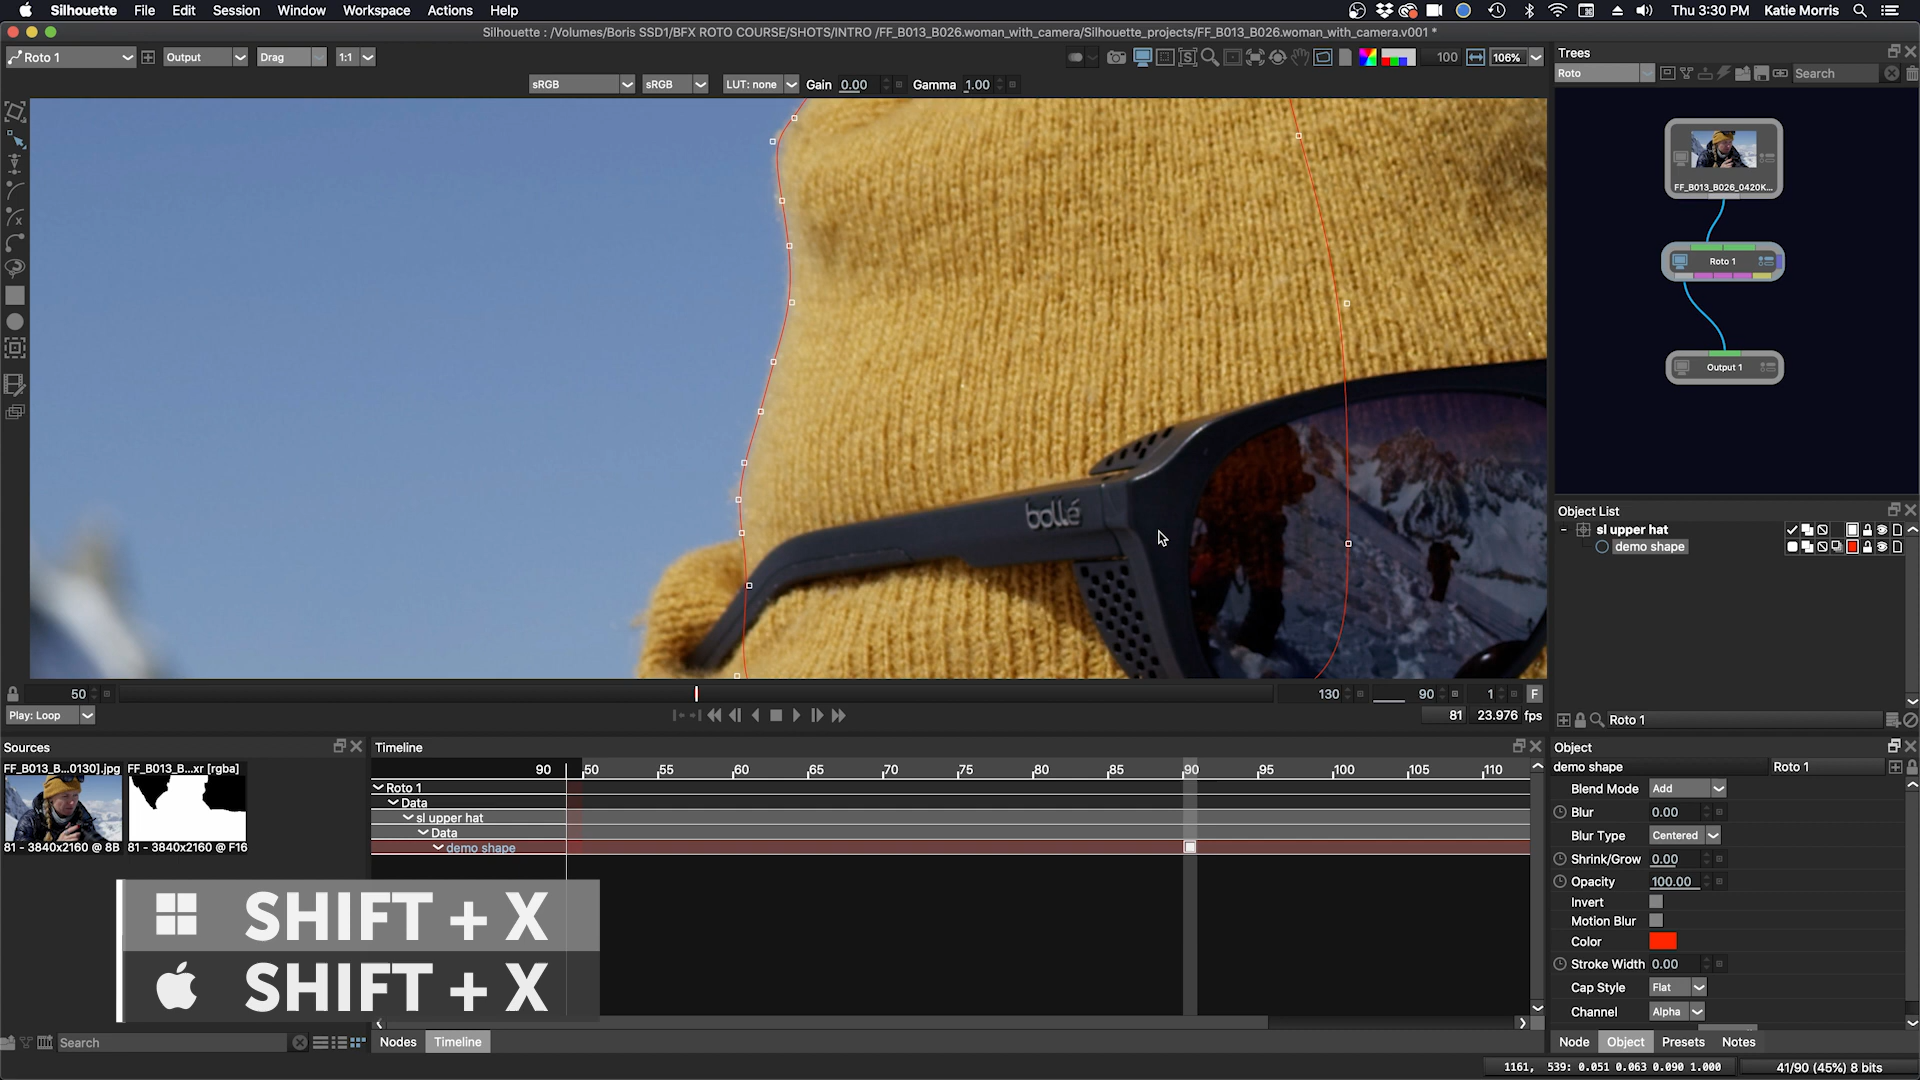 Silhouette File Edit Session Window Workspace Actions Help
Thu 3:30 PM Katie Morris
Silhouette : /Volumes/Boris SSD1/BFX ROTO COURSE/SHOTS/INTRO /FF_B013_B026.woman_with_camera/Silhouette_projects/FF_B013_B026.woman_with_camera.v001 *
Roto 1 Output Drag 1:1 100 106%
sRGB sRGB LUT: none Gain 0.00 Gamma 1.00
Trees
Roto Search
FF_B013_B026_0420K...
Roto 1
Output 1
bollé
Object List
sl upper hat
demo shape
Roto 1
50 130 90 1 F
Play: Loop 81 23.976 fps
Sources
FF_B013_B...0130].jpg FF_B013_B...xr [rgba]
81 - 3840x2160 @ 8B 81 - 3840x2160 @ F16
Timeline
90 50 55 60 65 70 75 80 85 90 95 100 105 110
Roto 1
Data
sl upper hat
Data
demo shape
SHIFT + X
SHIFT + X
Search
Nodes Timeline
Object
demo shape Roto 1
Blend Mode Add
Blur 0.00
Blur Type Centered
Shrink/Grow 0.00
Opacity 100.00
Invert
Motion Blur
Color
Stroke Width 0.00
Cap Style Flat
Channel Alpha
Node Object Presets Notes
1161, 539: 0.051 0.063 0.090 1.000 41/90 (45%) 8 bits